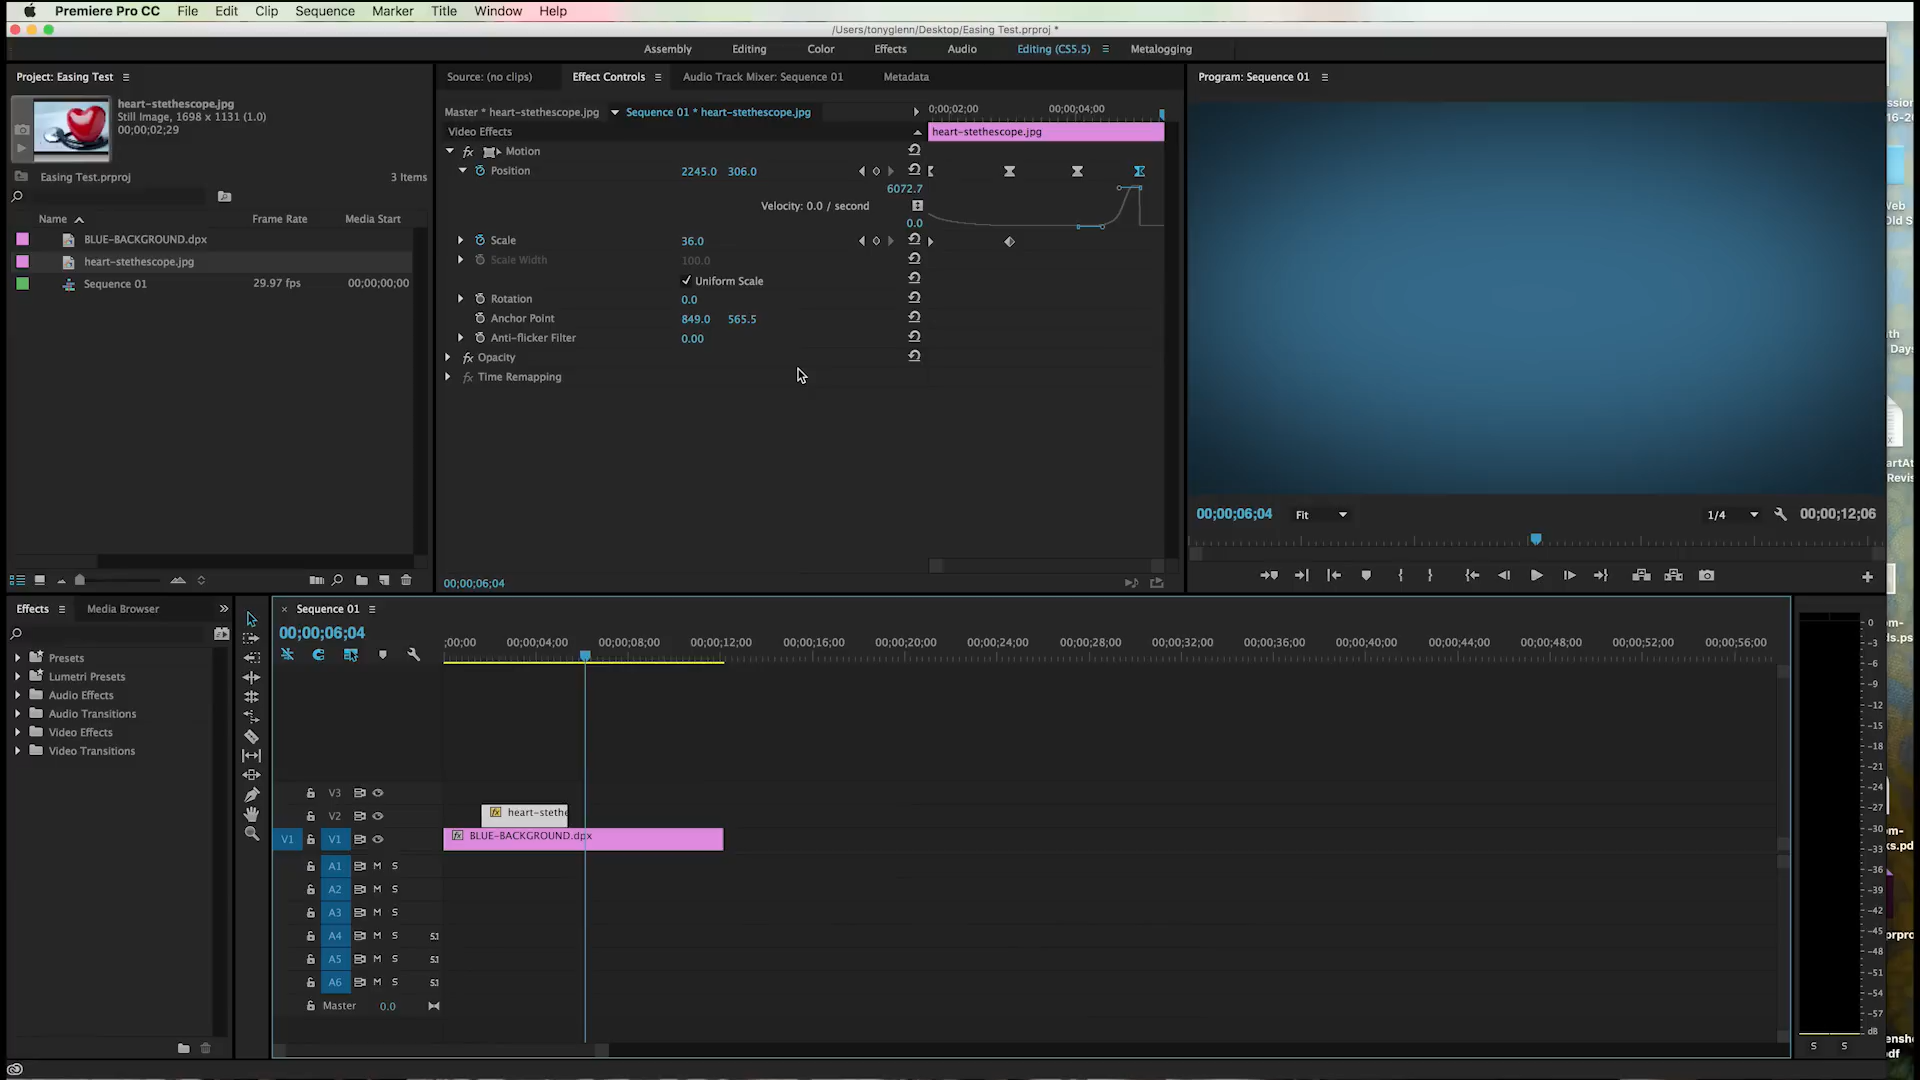 Premiere Pro CC File Edit Clip Sequence Marker Title Window Help
/Users/tonyglenn/Desktop/Easing Test.prproj *
Assembly Editing Color Effects Audio Editing (CS5.5) Metalogging
Project: Easing Test
heart-stethescope.jpg
Still Image, 1698 x 1131 (1.0)
00;00;02;29
Easing Test.prproj 3 Items
Name Frame Rate Media Start
BLUE-BACKGROUND.dpx
heart-stethescope.jpg
Sequence 01 29.97 fps 00;00;00;00
Source: (no clips) Effect Controls Audio Track Mixer: Sequence 01 Metadata
Master * heart-stethescope.jpg Sequence 01 * heart-stethescope.jpg 0;00;02;00 00;00;04;00
Video Effects heart-stethescope.jpg
fx Motion
Position 2245.0 306.0
6072.7
Velocity: 0.0 / second
0.0
Scale 36.0
Scale Width 100.0
Uniform Scale
Rotation 0.0
Anchor Point 849.0 565.5
Anti-flicker Filter 0.00
fx Opacity
fx Time Remapping
00;00;06;04
Program: Sequence 01
00;00;06;04 Fit 1/4 00;00;12;06
Effects Media Browser
Presets
Lumetri Presets
Audio Effects
Audio Transitions
Video Effects
Video Transitions
Sequence 01
00;00;06;04
;00;00 00;00;04;00 00;00;08;00 00;00;12;00 00;00;16;00 00;00;20;00 00;00;24;00 00;00;28;00 00;00;32;00 00;00;36;00 00;00;40;00 00;00;44;00 00;00;48;00 00;00;52;00 00;00;56;00
V3
V2 fx heart-stethe
V1 V1 fx BLUE-BACKGROUND.dpx
A1 M S
A2 M S
A3 M S
A4 M S 5.1
A5 M S 5.1
A6 M S 5.1
Master 0.0
0
-3
-6
-9
-12
-15
-18
-21
-24
-27
-30
-33
-36
-39
-42
-45
-48
-51
-54
-57
dB
S S